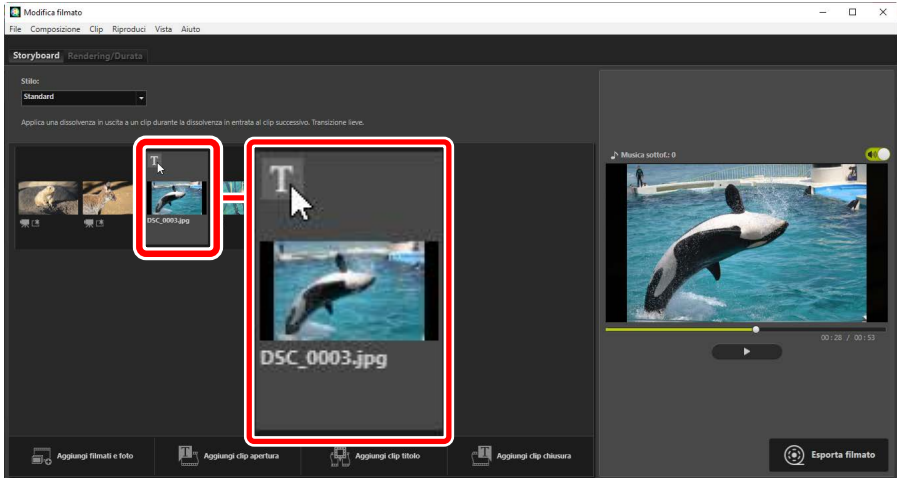 Modifica filmato
File Composizione Clip Riproduci Vista Aiuto
Storyboard Rendering/Durata
Stilo:
Standard
Applica una dissolvenza in uscita a un clip durante la dissolvenza in entrata al clip successivo. Transizione lieve.
T
DSC_0003.jpg
T
DSC_0003.jpg
Musica sottof.: 0
00:28 / 00:53
Aggiungi filmati e foto
Aggiungi clip apertura
Aggiungi clip titolo
Aggiungi clip chiusura
Esporta filmato